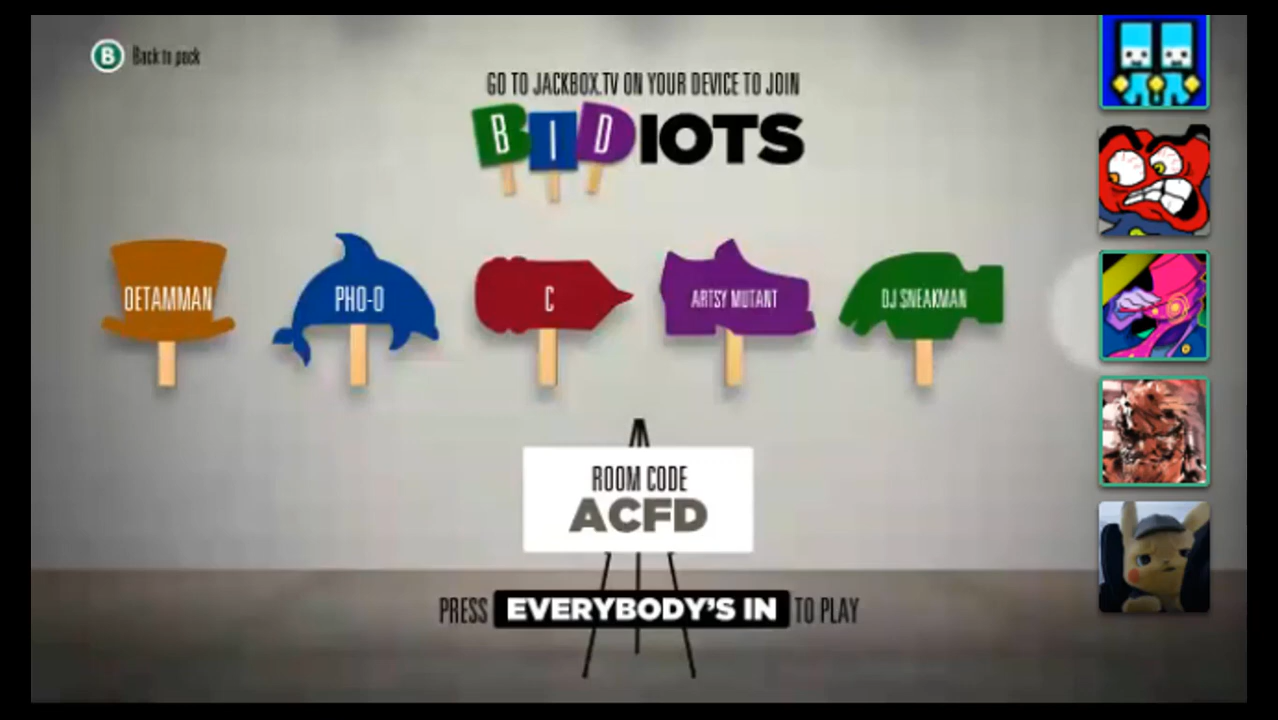 B Back to pack
GO TO JACKBOX.TV ON YOUR DEVICE TO JOIN
BIDIOTS
OETAMMAN
PHO-O
C
ARTSY MUTANT
DJ SNEAKMAN
ROOM CODE
ACFD
PRESS EVERYBODY'S IN TO PLAY